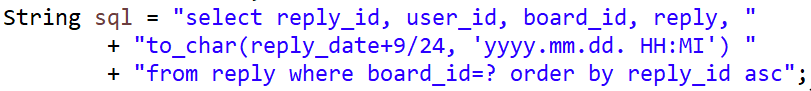 String sql = "select reply_id, user_id, board_id, reply, "
+ "to_char(reply_date+9/24, 'yyyy.mm.dd. HH:MI') "
+ "from reply where board_id=? order by reply_id asc";